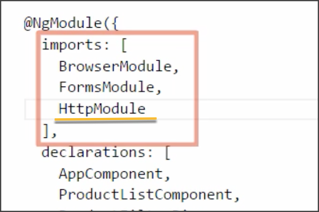 @NgModule({
imports: [
BrowserModule,
FormsModule,
HttpModule
],
declarations: [
AppComponent,
ProductListComponent,